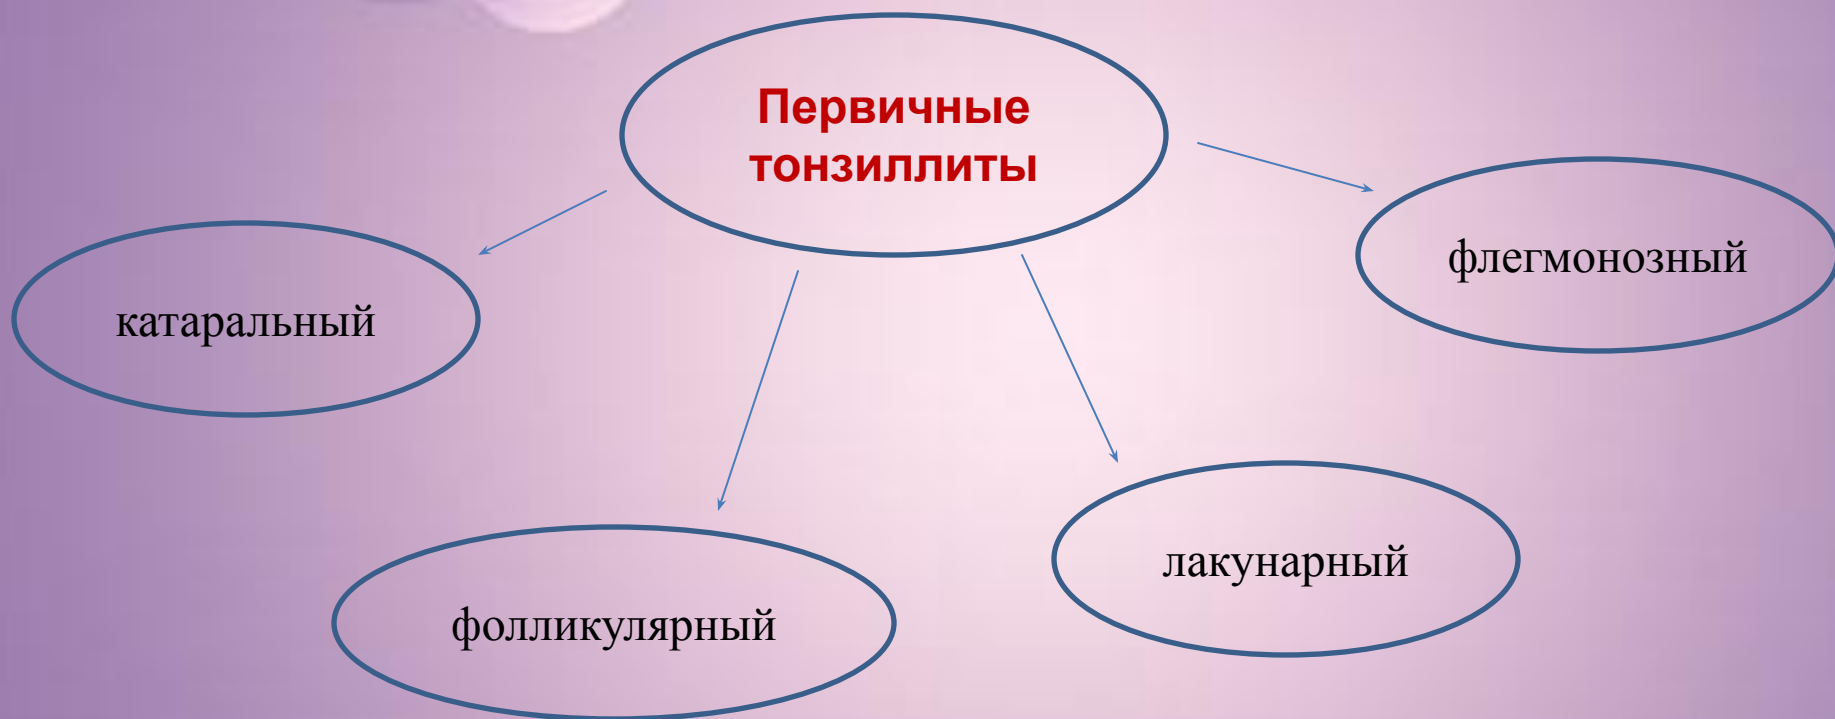 Первичные
тонзиллиты
катаральный
фолликулярный
лакунарный
флегмонозный